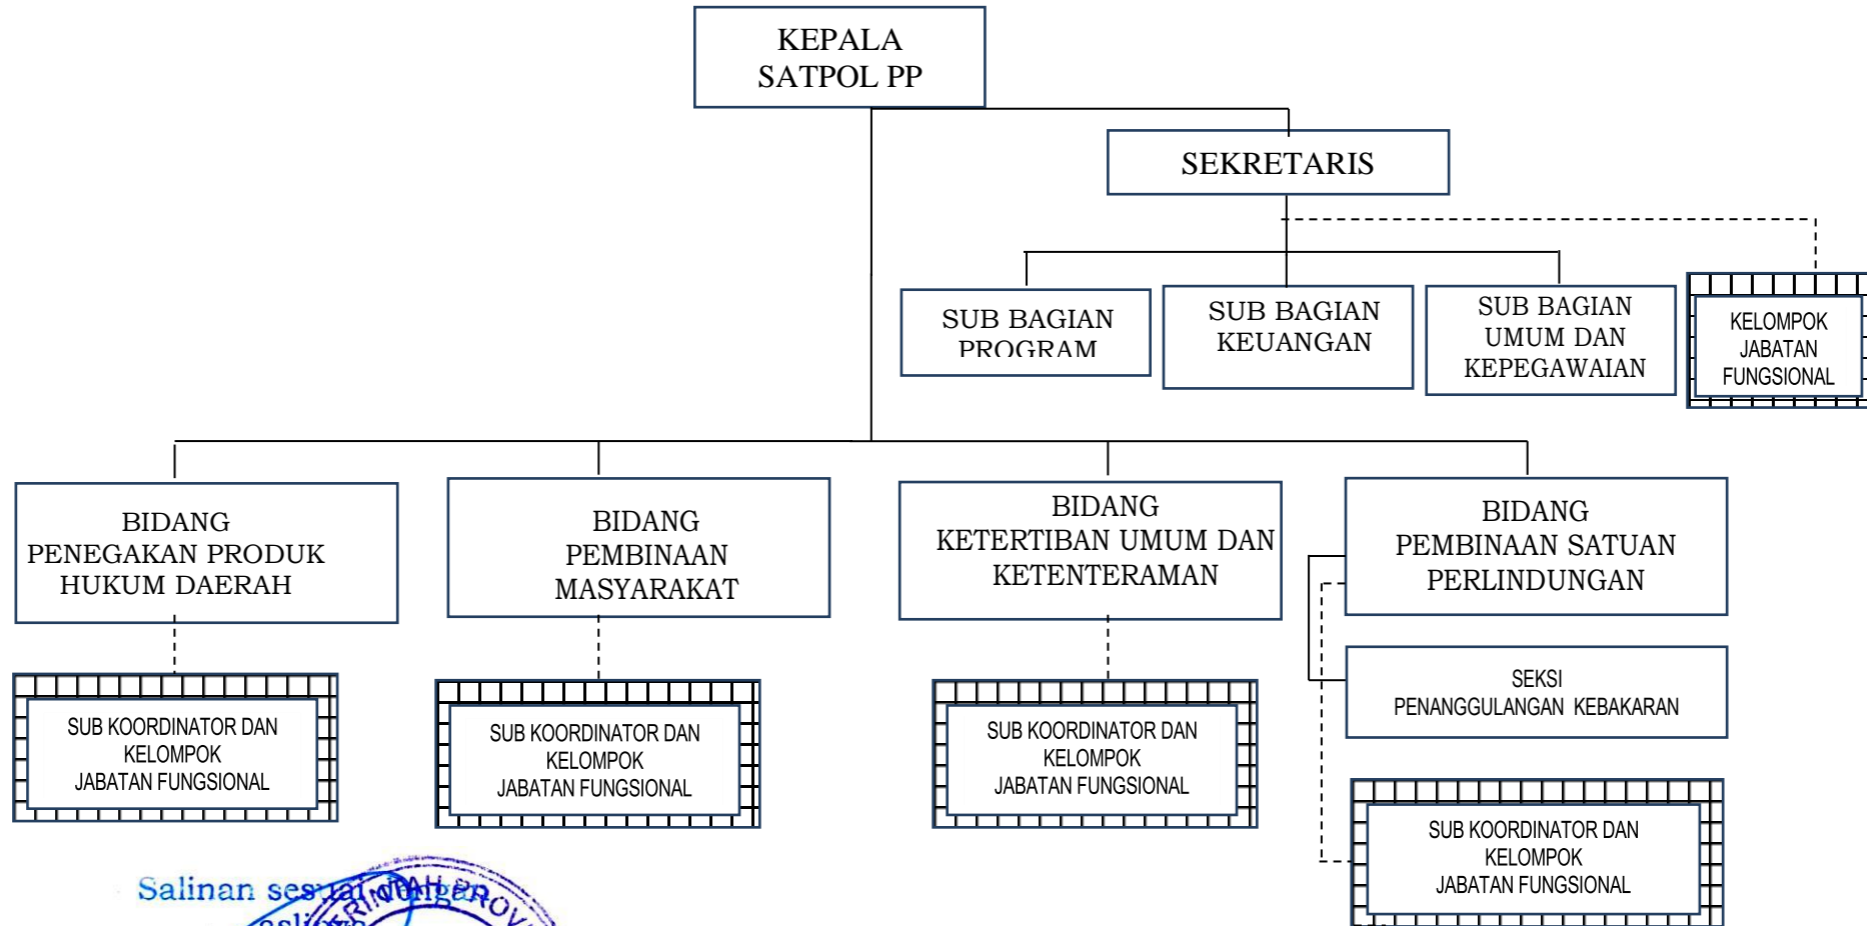 KEPALA
SATPOL PP
SEKRETARIS
SUB BAGIAN
PROGRAM
SUB BAGIAN
KEUANGAN
SUB BAGIAN
UMUM DAN
KEPEGAWAIAN
KELOMPOK
JABATAN
FUNGSIONAL
BIDANG
PENEGAKAN PRODUK
HUKUM DAERAH
BIDANG
PEMBINAAN
MASYARAKAT
BIDANG
KETERTIBAN UMUM DAN
KETENTERAMAN
BIDANG
PEMBINAAN SATUAN
PERLINDUNGAN
SEKSI
PENANGGULANGAN KEBAKARAN
SUB KOORDINATOR DAN
KELOMPOK
JABATAN FUNGSIONAL
SUB KOORDINATOR DAN
KELOMPOK
JABATAN FUNGSIONAL
SUB KOORDINATOR DAN
KELOMPOK
JABATAN FUNGSIONAL
SUB KOORDINATOR DAN
KELOMPOK
JABATAN FUNGSIONAL
Salinan sesuai dengan